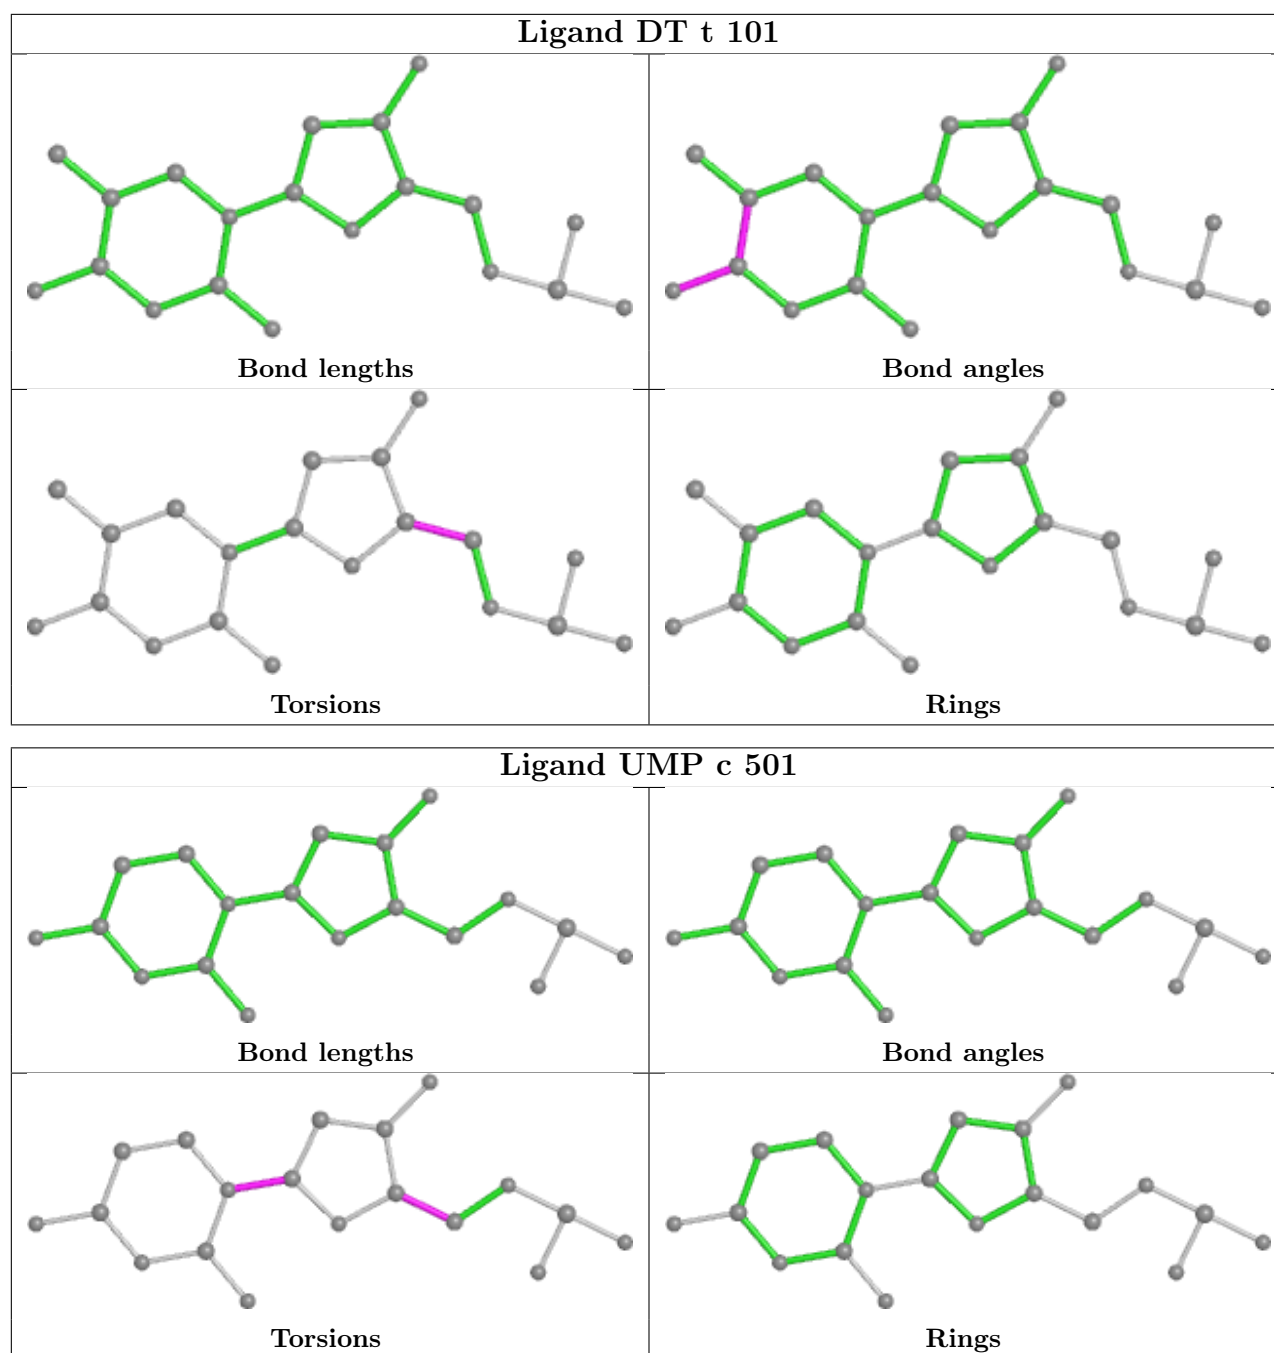 Ligand DT t 101
Bond lengths
Bond angles
Torsions
Rings
Ligand UMP c 501
Bond lengths
Bond angles
Torsions
Rings